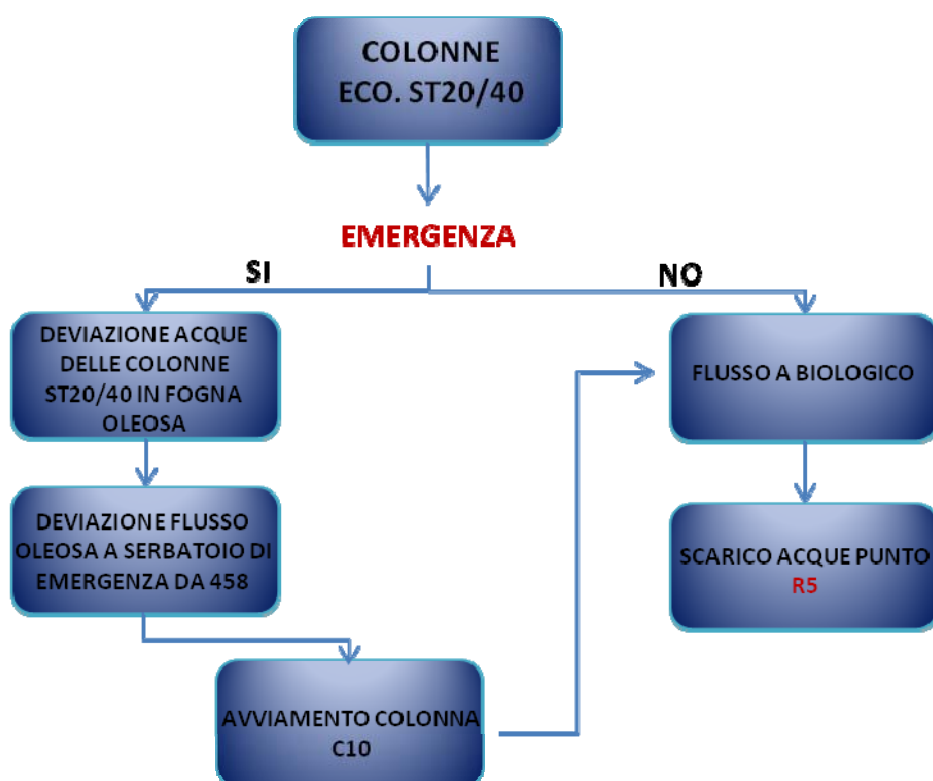 COLONNE
ECO. ST20/40
EMERGENZA
SI
NO
DEVIAZIONE ACQUE
DELLE COLONNE
ST20/40 IN FOGNA
OLEOSA
FLUSSO A BIOLOGICO
DEVIAZIONE FLUSSO
OLEOSA A SERBATOIO DI
EMERGENZA DA 458
SCARICO ACQUE PUNTO
R5
AVVIAMENTO COLONNA
C10